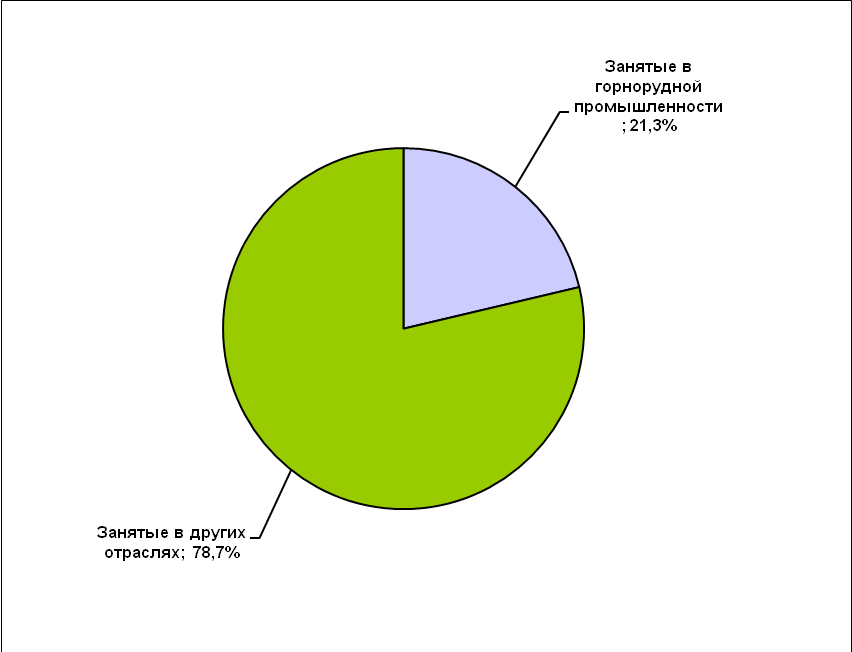 Занятые в
горнорудной
промышленности
; 21,3%
Занятые в других
отраслях; 78,7%